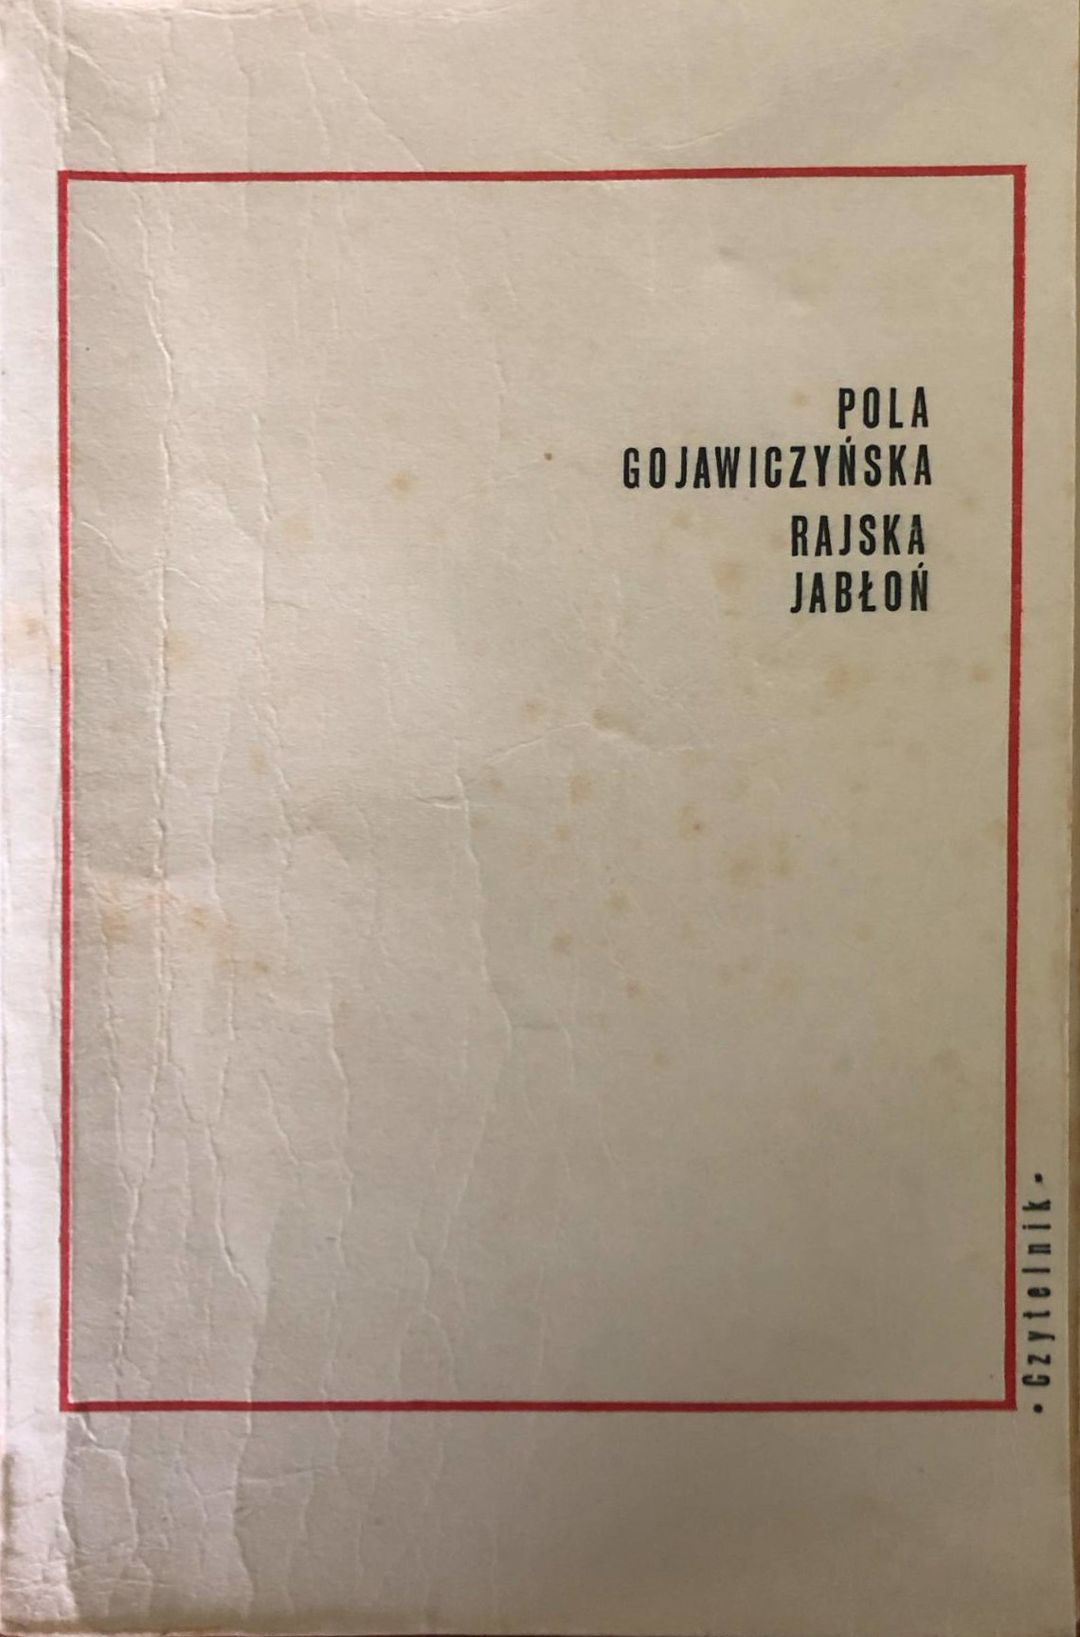 POLA
GOJAWICZYŃSKA
RAJSKA
JABŁOŃ
• Czytelnik •